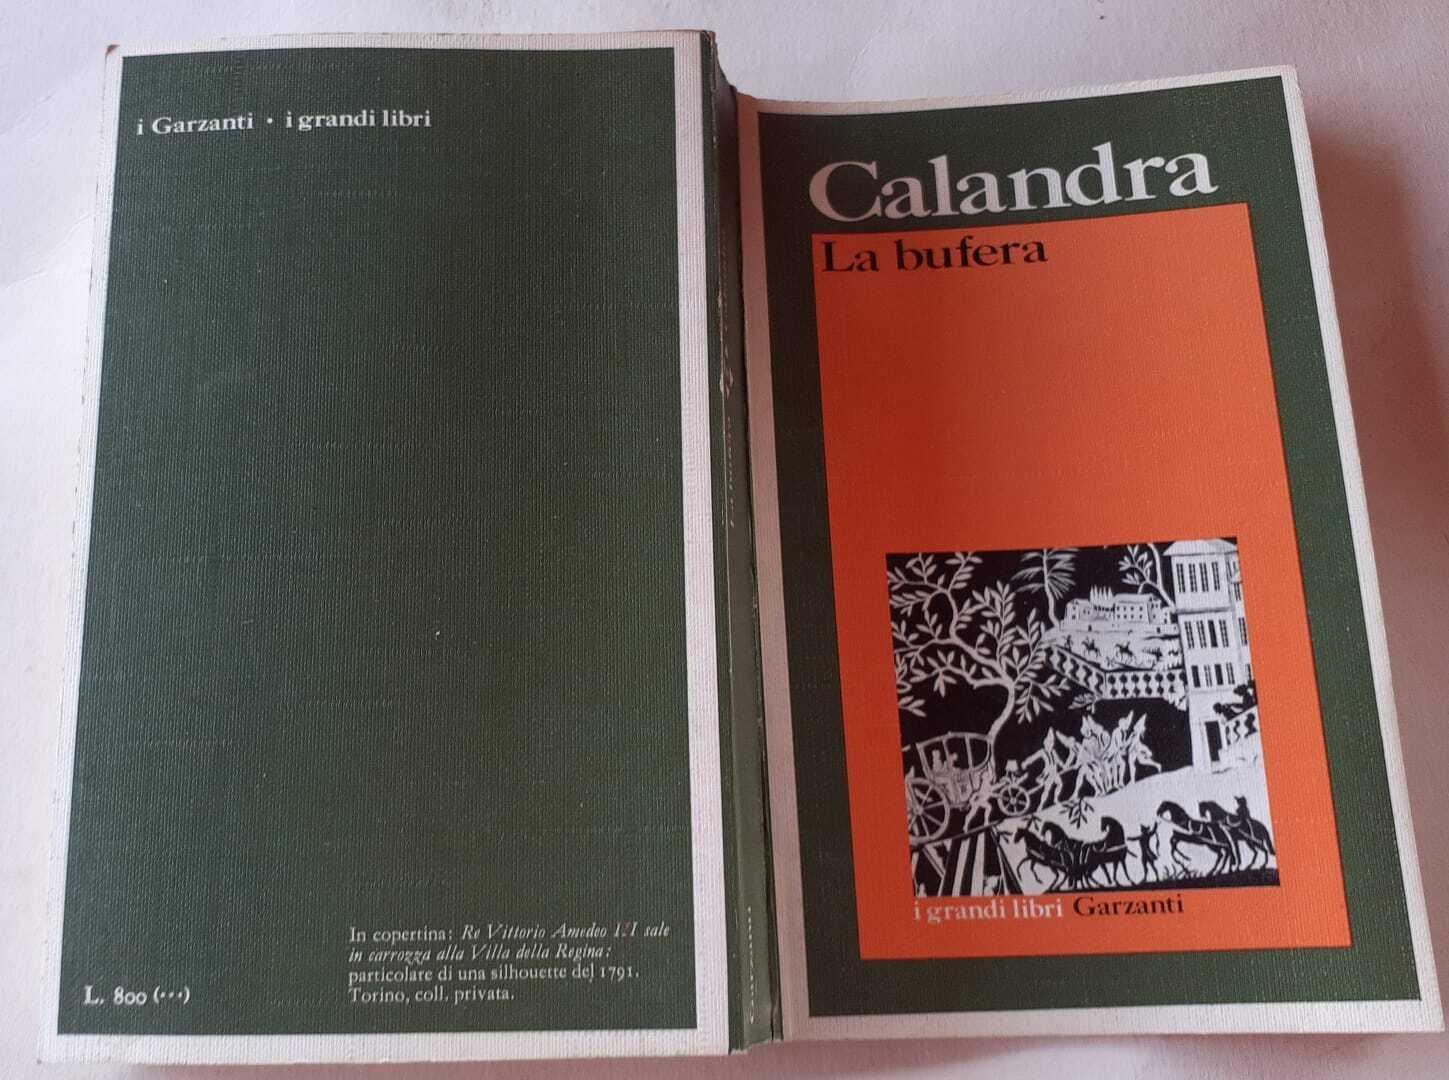 i Garzanti · i grandi libri
In copertina: Re Vittorio Amedeo III sale
in carrozza alla Villa della Regina:
particolare di una silhouette del 1791.
Torino, coll. privata.
L. 800 (···)
Calandra
La bufera
i grandi libri Garzanti